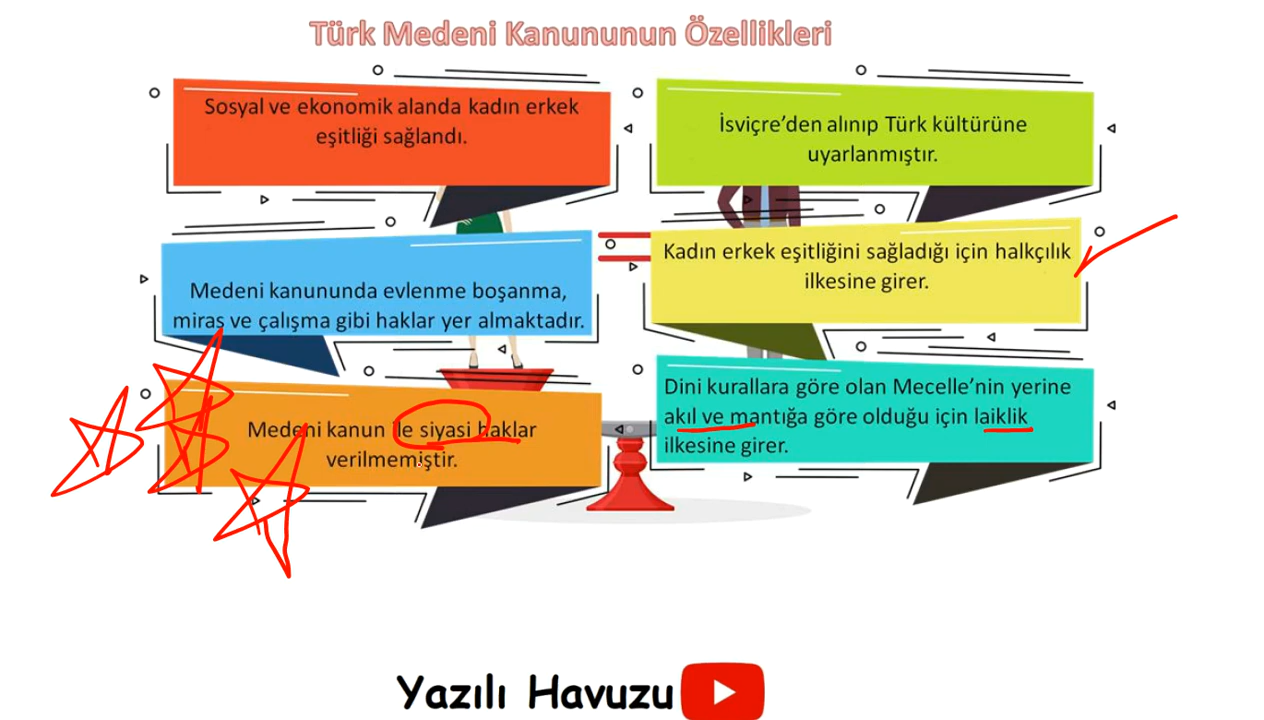 Türk Medeni Kanununun Özellikleri
Sosyal ve ekonomik alanda kadın erkek
eşitliği sağlandı.
İsviçre'den alınıp Türk kültürüne
uyarlanmıştır.
Medeni kanununda evlenme boşanma,
miras ve çalışma gibi haklar yer almaktadır.
Kadın erkek eşitliğini sağladığı için halkçılık
ilkesine girer.
Medeni kanun ile siyasi haklar
verilmemiştir.
Dini kurallara göre olan Mecelle'nin yerine
akıl ve mantığa göre olduğu için laiklik
ilkesine girer.
Yazılı Havuzu